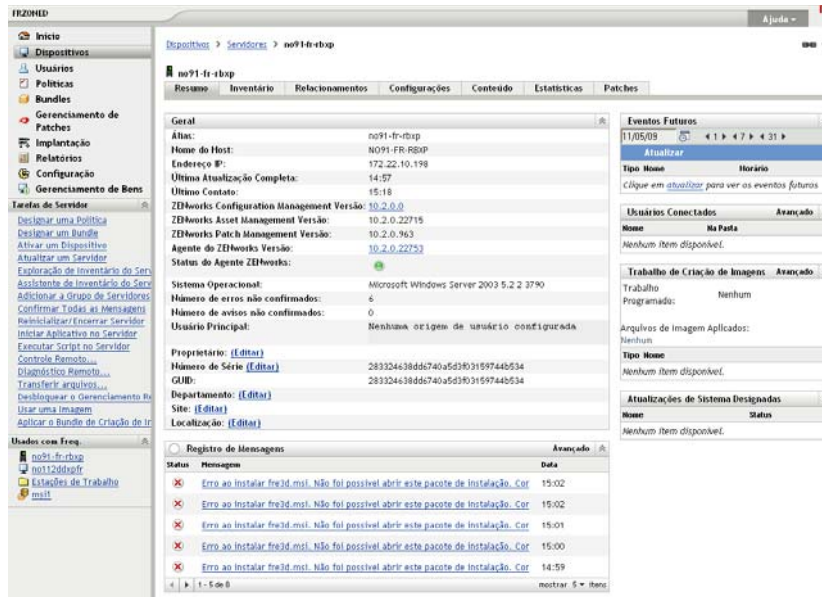 FRZONED
Ajuda
Início
Dispositivos
Usuários
Políticas
Bundles
Gerenciamento de Patches
Implantação
Relatórios
Configuração
Gerenciamento de Bens
Tarefas de Servidor
Designar uma Política
Designar um Bundle
Ativar um Dispositivo
Atualizar um Servidor
Exploração de Inventário do Serv
Assistente de Inventário do Serv
Adicionar a Grupo de Servidores
Confirmar Todas as Mensagens
Reinicializar/Encerrar Servidor
Iniciar Aplicativo no Servidor
Executar Script no Servidor
Controle Remoto...
Diagnóstico Remoto...
Transferir arquivos...
Desbloquear o Gerenciamento Re
Usar uma Imagem
Aplicar o Bundle de Criação de Ir
Usados com Freq.
no91-fr-rbxp
no112ddxpfr
Estações de Trabalho
msi1
Dispositivos > Servidores > no91-fr-rbxp
no91-fr-rbxp
Resumo Inventário Relacionamentos Configurações Conteúdo Estatísticas Patches
Geral
Álias: no91-fr-rbxp
Nome do Host: NO91-FR-RBXP
Endereço IP: 172.22.10.198
Última Atualização Completa: 14:57
Último Contato: 15:18
ZENworks Configuration Management Versão: 10.2.0.0
ZENworks Asset Management Versão: 10.2.0.22715
ZENworks Patch Management Versão: 10.2.0.963
Agente do ZENworks Versão: 10.2.0.22753
Status do Agente ZENworks:
Sistema Operacional: Microsoft Windows Server 2003 5.2 2 3790
Número de erros não confirmados: 6
Número de avisos não confirmados: 0
Usuário Principal: Nenhuma origem de usuário configurada
Proprietário: (Editar)
Número de Série (Editar) 283324638dd6740a5d3f03159744b534
GUID: 283324638dd6740a5d3f03159744b534
Departamento: (Editar)
Site: (Editar)
Localização: (Editar)
Registro de Mensagens Avançado
Status Mensagem Data
Erro ao instalar fre3d.msi. Não foi possível abrir este pacote de instalação. Cor 15:02
Erro ao instalar fre3d.msi. Não foi possível abrir este pacote de instalação. Cor 15:02
Erro ao instalar fre3d.msi. Não foi possível abrir este pacote de instalação. Cor 15:01
Erro ao instalar fre3d.msi. Não foi possível abrir este pacote de instalação. Cor 15:00
Erro ao instalar fre3d.msi. Não foi possível abrir este pacote de instalação. Cor 14:59
1 - 5 de 8 mostrar 5 itens
Eventos Futuros
11/05/09 1 7 31
Atualizar
Tipo Nome Horário
Clique em atualizar para ver os eventos futuros
Usuários Conectados Avançado
Nome Na Pasta
Nenhum item disponível.
Trabalho de Criação de Imagens Avançado
Trabalho Programado: Nenhum
Arquivos de Imagem Aplicados:
Nenhum
Tipo Nome
Nenhum item disponível.
Atualizações de Sistema Designadas
Nome Status
Nenhum item disponível.